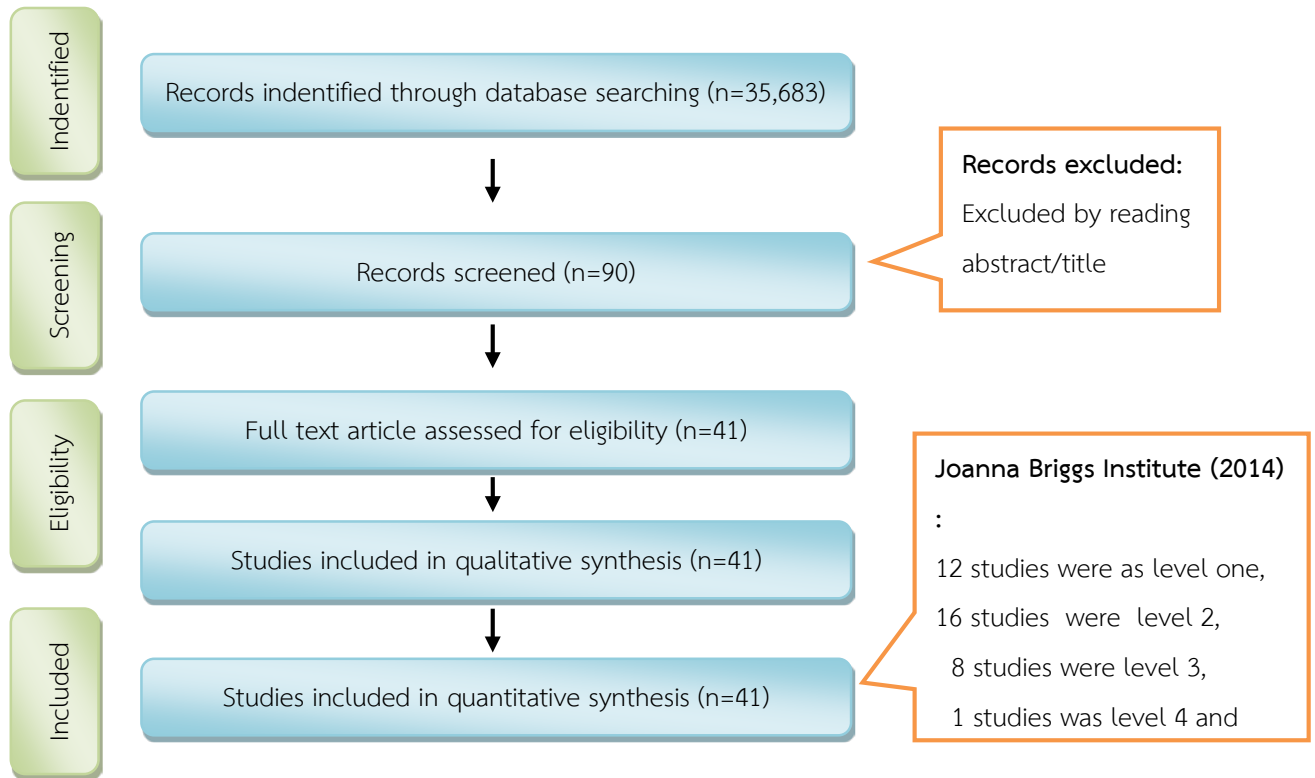 Indentified
Records indentified through database searching (n=35,683)
Records excluded:
Excluded by reading
abstract/title
Screening
Records screened (n=90)
Eligibility
Full text article assessed for eligibility (n=41)
Studies included in qualitative synthesis (n=41)
Included
Studies included in quantitative synthesis (n=41)
Joanna Briggs Institute (2014)
:
12 studies were as level one,
16 studies were level 2,
8 studies were level 3,
1 studies was level 4 and